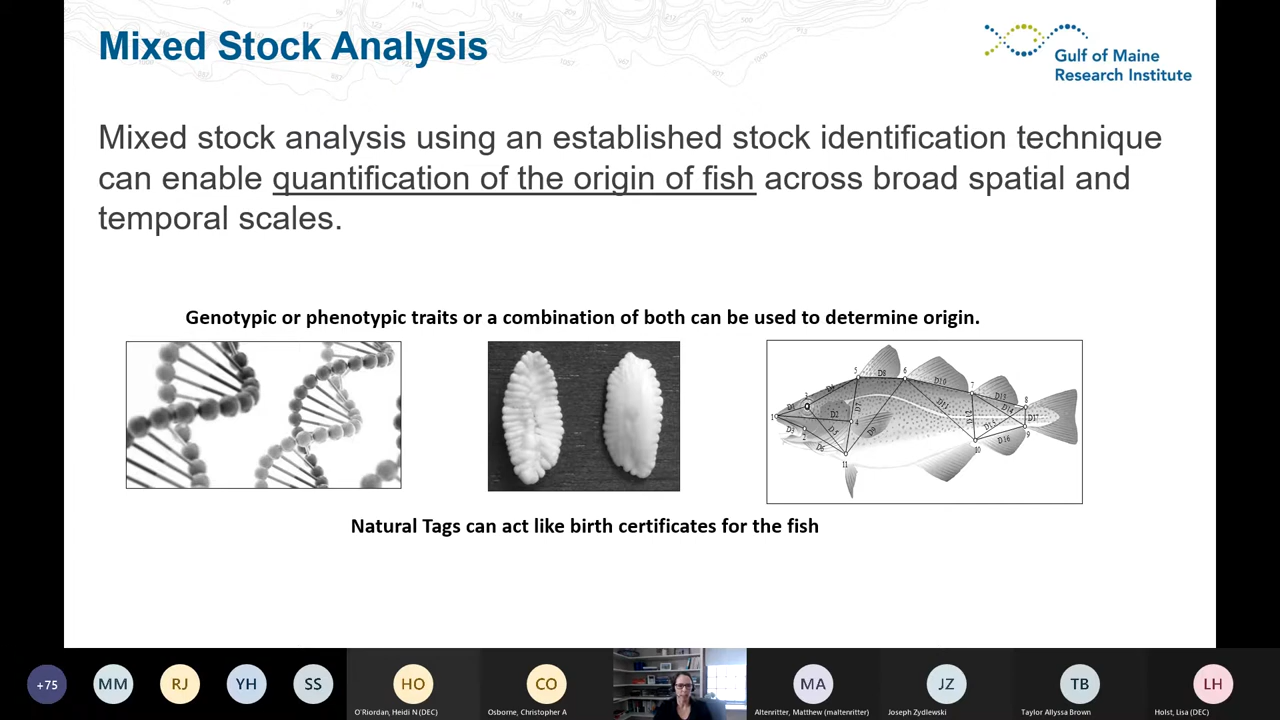 Mixed Stock Analysis
Gulf of Maine
Research Institute
Mixed stock analysis using an established stock identification technique
can enable quantification of the origin of fish across broad spatial and
temporal scales.
Genotypic or phenotypic traits or a combination of both can be used to determine origin.
Natural Tags can act like birth certificates for the fish
+75
MM
RJ
YH
SS
HO
CO
MA
JZ
TB
LH
O'Riordan, Heidi N (DEC)
Osborne, Christopher A
Altenritter, Matthew (maltenritter)
Joseph Zydlewski
Taylor Allyssa Brown
Holst, Lisa (DEC)